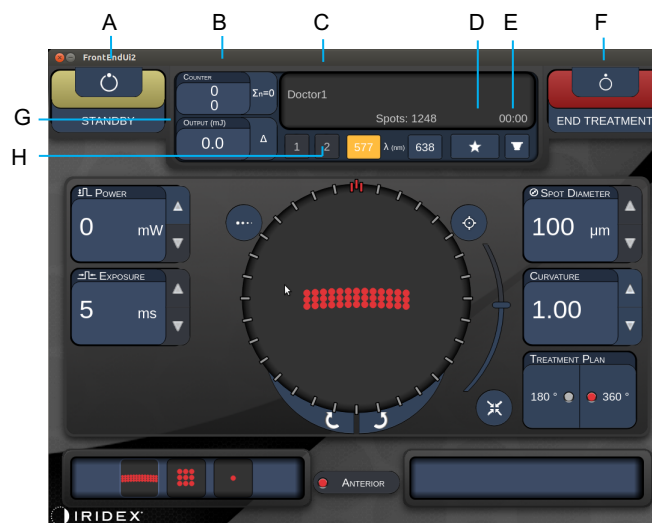 A B C D E F
FrontEndUi2
STANDBY
COUNTER
0
0
Σn=0
OUTPUT (mJ)
0.0
Δ
Doctor1
Spots: 1248 00:00
1 2 577 λ (nm) 638
END TREATMENT
G
H
POWER
0 mW
EXPOSURE
5 ms
SPOT DIAMETER
100 μm
CURVATURE
1.00
TREATMENT PLAN
180 ° 360 °
ANTERIOR
IRIDEX